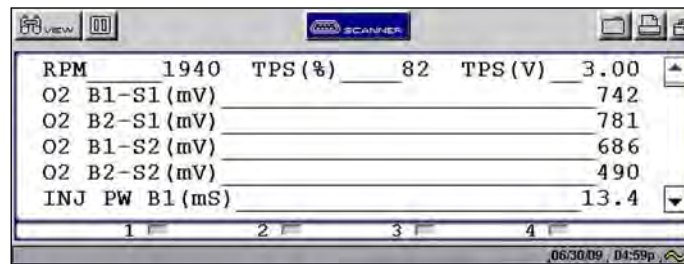 VIEW SCANNER
RPM 1940 TPS(%) 82 TPS(V) 3.00
O2 B1-S1(mV) 742
O2 B2-S1(mV) 781
O2 B1-S2(mV) 686
O2 B2-S2(mV) 490
INJ PW B1(mS) 13.4
1 2 3 4
06/30/09 04:59p